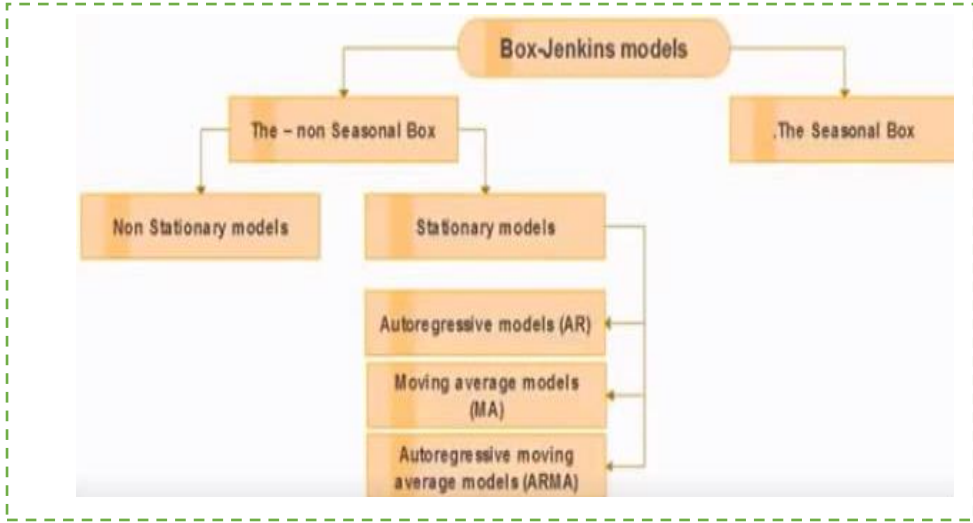 Box-Jenkins models
The – non Seasonal Box
.The Seasonal Box
Non Stationary models
Stationary models
Autoregressive models (AR)
Moving average models
(MA)
Autoregressive moving
average models (ARMA)